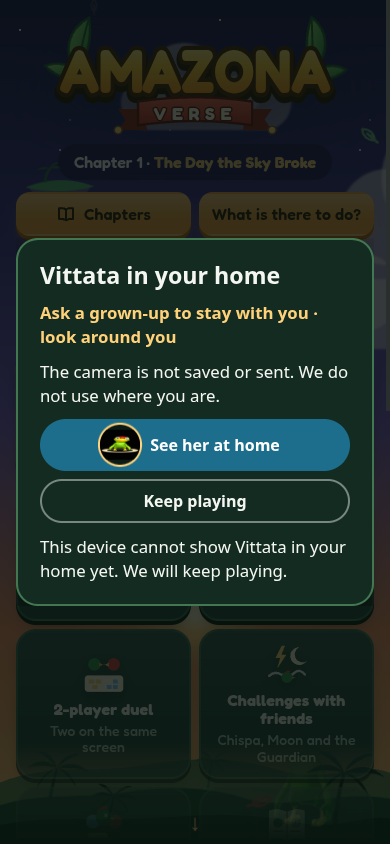 AMAZONA
VERSE
Chapter 1 · The Day the Sky Broke
Chapters
What is there to do?
Vittata in your home
Ask a grown-up to stay with you ·
look around you
The camera is not saved or sent. We do
not use where you are.
See her at home
Keep playing
This device cannot show Vittata in your
home yet. We will keep playing.
2-player duel
Two on the same
screen
Challenges with
friends
Chispa, Moon and the
Guardian
↓